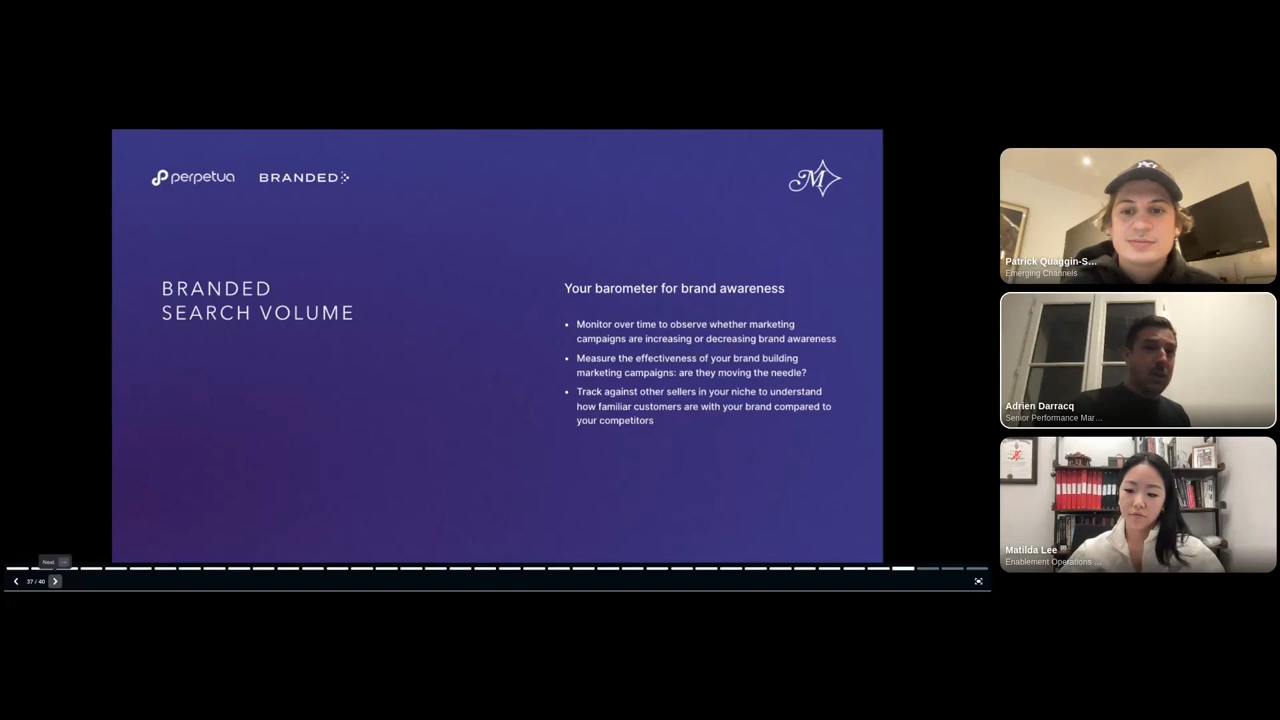 perpetua
BRANDED
M
BRANDED
SEARCH VOLUME
Your barometer for brand awareness
• Monitor over time to observe whether marketing
campaigns are increasing or decreasing brand awareness
• Measure the effectiveness of your brand building
marketing campaigns: are they moving the needle?
• Track against other sellers in your niche to understand
how familiar customers are with your brand compared to
your competitors
Patrick Quaggin-S...
Emerging Channels
Adrien Darracq
Senior Performance Mar...
Matilda Lee
Enablement Operations ...
Next
37 / 40